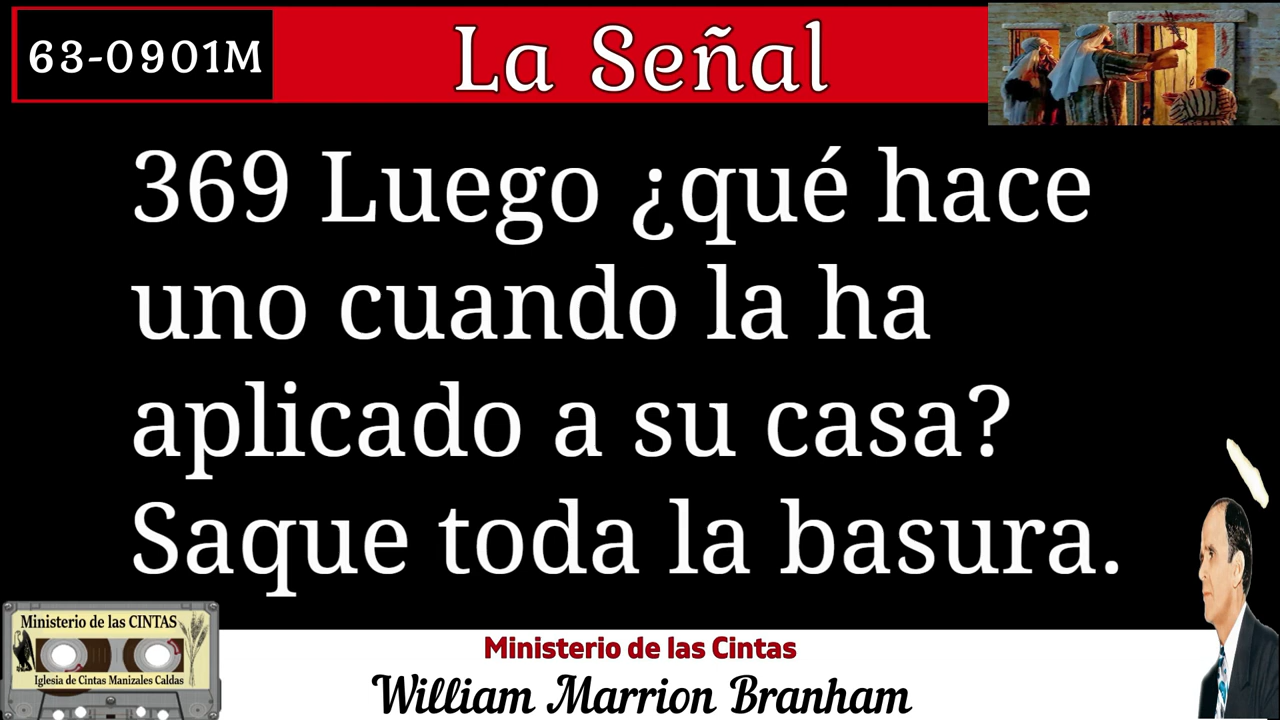 63-0901M
La Señal
369 Luego ¿qué hace
uno cuando la ha
aplicado a su casa?
Saque toda la basura.
Ministerio de las CINTAS
Iglesia de Cintas Manizales Caldas
Ministerio de las Cintas
William Marrion Branham